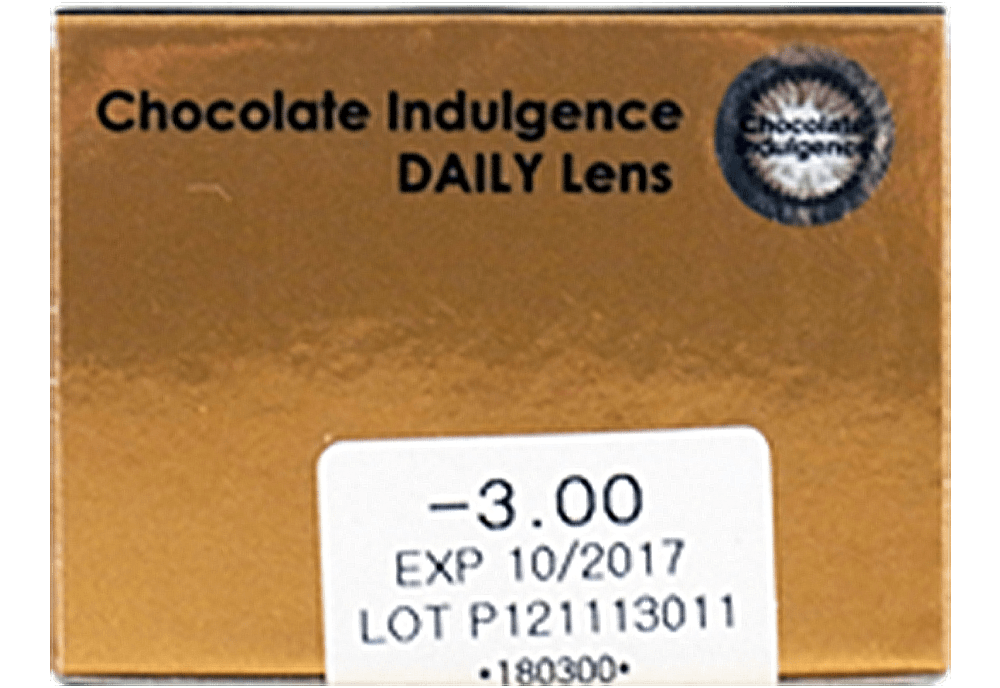 Chocolate Indulgence
DAILY Lens
Chocolate
Indulgence
-3.00
EXP 10/2017
LOT P121113011
•180300•